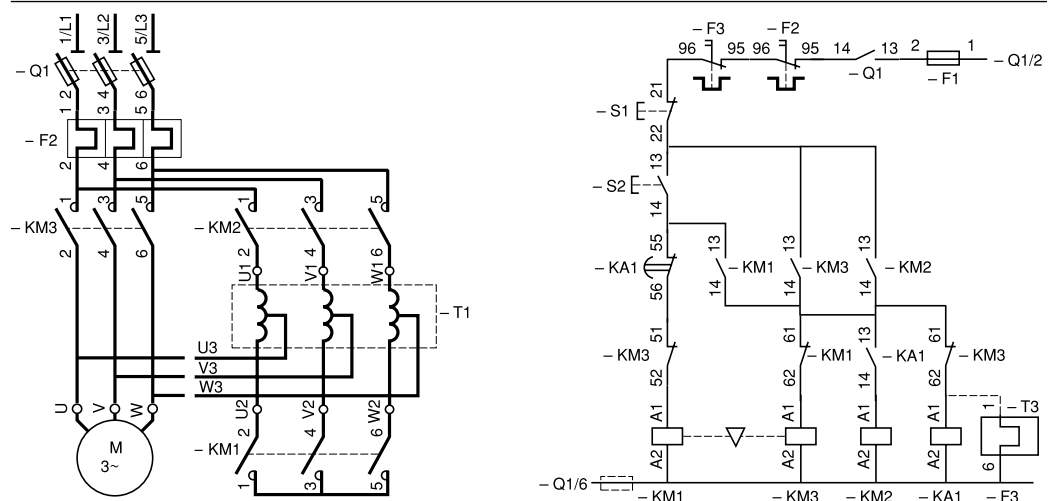 1/L1 3/L2 5/L3
– Q1
2 4 6
1 3 5
– F2
2 4 6
1 3 5
– KM3
2 4 6
1 3 5
– KM2
2 4 6
U1 V1 W1
– T1
U3
V3
W3
U V W
U2 V2 W2
2 4 6
– KM1
1 3 5
M
3~
– F3 – F2
96 95 96 95 14 13 2 1
– Q1
– F1
– Q1/2
21
– S1
22
13
– S2
14
55 13 13 13
– KA1 – KM1 – KM3 – KM2
56 14 14 14
51 61 13 61
– KM3 – KM1 – KA1 – KM3
52 62 14 62
A1 A1 A1 A1 1
– T3
A2 A2 A2 A2 6
– Q1/6
– KM1 – KM3 – KM2 – KA1 – F3